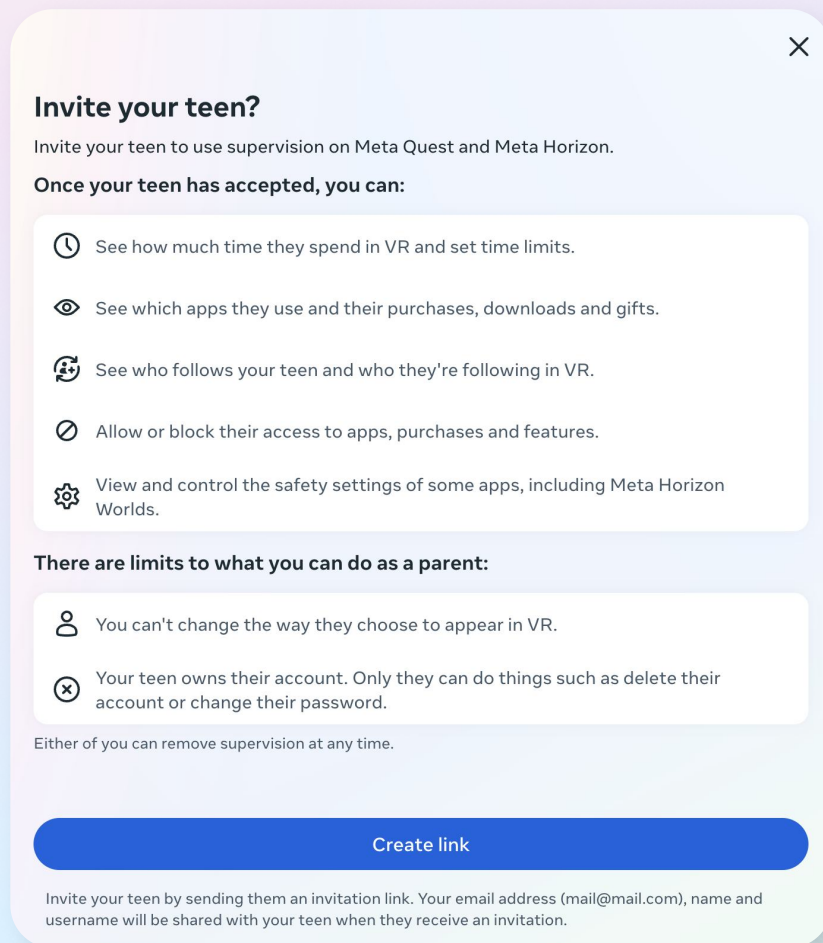 Invite your teen?
Invite your teen to use supervision on Meta Quest and Meta Horizon.
Once your teen has accepted, you can:
See how much time they spend in VR and set time limits.
See which apps they use and their purchases, downloads and gifts.
See who follows your teen and who they're following in VR.
Allow or block their access to apps, purchases and features.
View and control the safety settings of some apps, including Meta Horizon
Worlds.
There are limits to what you can do as a parent:
You can't change the way they choose to appear in VR.
Your teen owns their account. Only they can do things such as delete their
account or change their password.
Either of you can remove supervision at any time.
Create link
Invite your teen by sending them an invitation link. Your email address (mail@mail.com), name and
username will be shared with your teen when they receive an invitation.